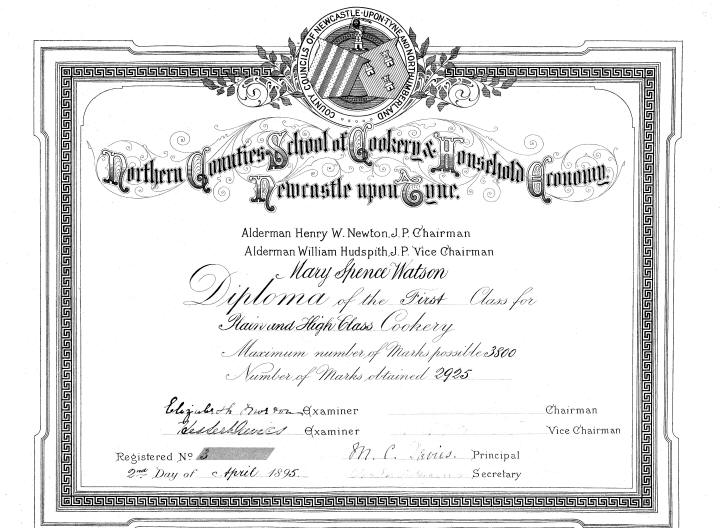 COUNTY COUNCILS OF NEWCASTLE-UPON-TYNE AND NORTHUMBERLAND
Northern Counties School of Cookery & Household Economy.
Newcastle upon Tyne.
Alderman Henry W. Newton, J.P. Chairman
Alderman William Hudspith, J.P. Vice Chairman
Mary Spence Watson
Diploma of the First Class for
Plain and High Class Cookery
Maximum number of Marks possible 3800
Number of Marks obtained 2925
Elizabeth Examiner Chairman
Examiner Vice Chairman
Registered No 3 M. C. Principal
2nd Day of April 1895. Secretary